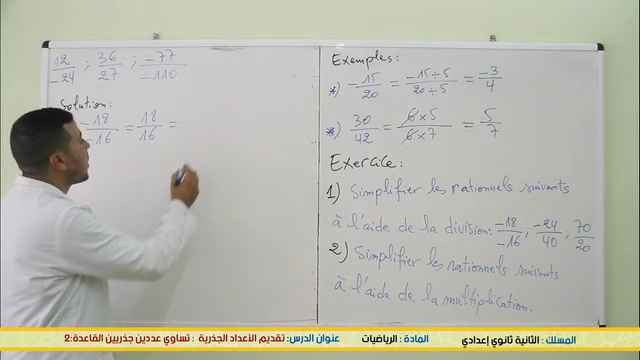 12/-24 ; 36/27 ; -77/-110
Solution:
-18/-16 = 18/16 =
Exemples:
*) -15/20 = -15÷5/20÷5 = -3/4
*) 30/42 = 6×5/6×7 = 5/7
Exercice:
1) Simplifier les rationnels suivants
à l'aide de la division: -18/-16 ; -24/40 ; 70/20
2) Simplifier les rationnels suivants
à l'aide de la multiplication:
المسلك : الثانية ثانوي إعدادي المادة : الرياضيات عنوان الدرس: تقديم الأعداد الجذرية : تساوي عددين جذريين القاعدة:2